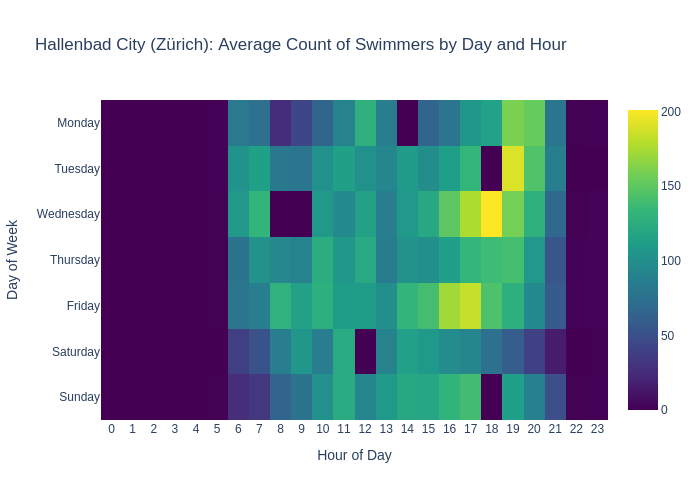 Hallenbad City (Zürich): Average Count of Swimmers by Day and Hour
Day of Week
Monday
Tuesday
Wednesday
Thursday
Friday
Saturday
Sunday
0 1 2 3 4 5 6 7 8 9 10 11 12 13 14 15 16 17 18 19 20 21 22 23
Hour of Day
200
150
100
50
0